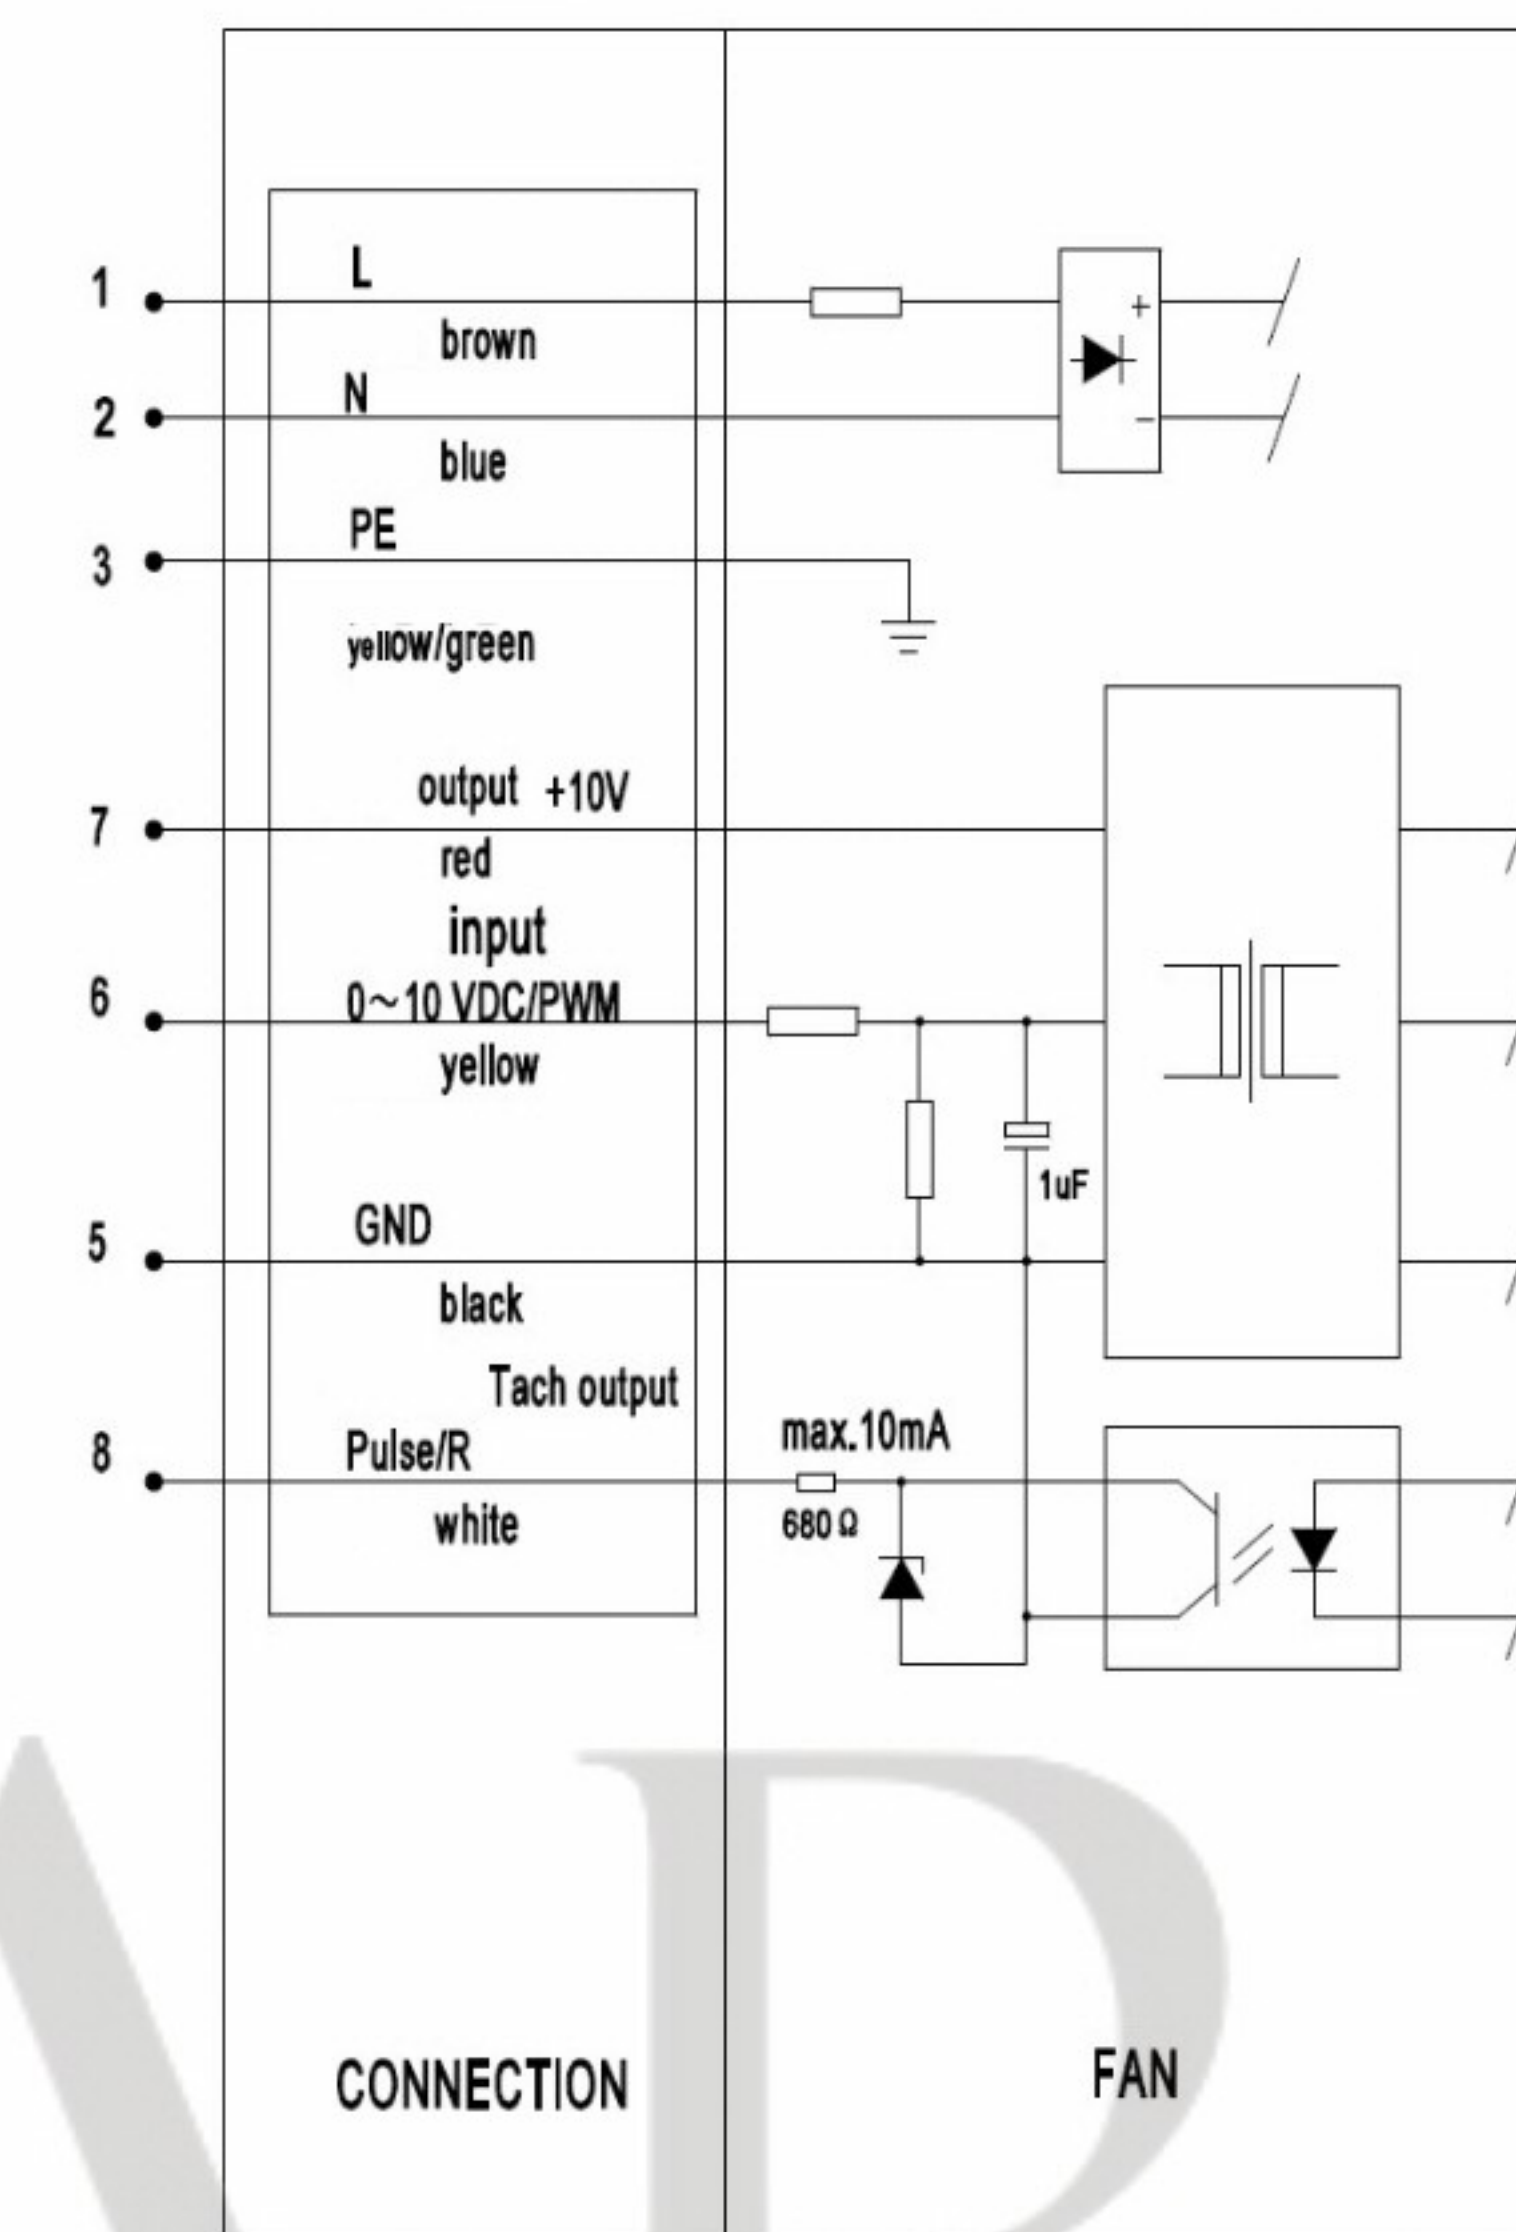 L
1
brown
N
2
blue
PE
3
yellow/green
output +10V
7
red
input
0~10 VDC/PWM
6
yellow
+
−
1uF
GND
5
black
Tach output
max.10mA
Pulse/R
8
680Ω
white
CONNECTION
FAN